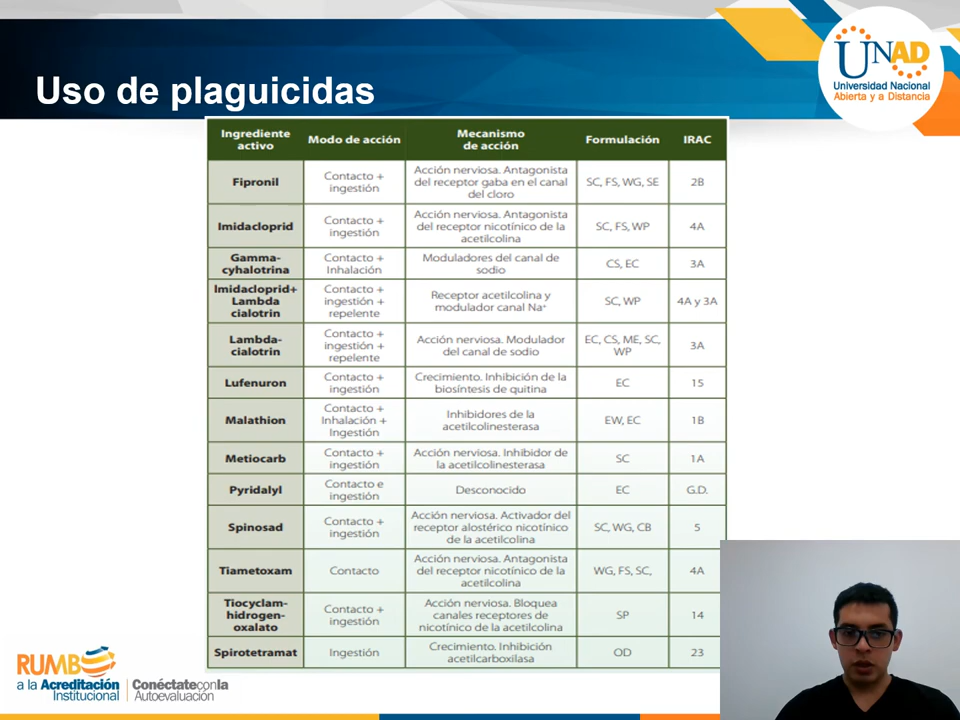 UNAD
Universidad Nacional
Abierta y a Distancia
Uso de plaguicidas
Ingrediente activo | Modo de acción | Mecanismo de acción | Formulación | IRAC
Fipronil | Contacto + ingestión | Acción nerviosa. Antagonista del receptor gaba en el canal del cloro | SC, FS, WG, SE | 2B
Imidacloprid | Contacto + ingestión | Acción nerviosa. Antagonista del receptor nicotínico de la acetilcolina | SC, FS, WP | 4A
Gamma-cyhalotrina | Contacto + Inhalación | Moduladores del canal de sodio | CS, EC | 3A
Imidacloprid+ Lambda cialotrin | Contacto + ingestión + repelente | Receptor acetilcolina y modulador canal Na+ | SC, WP | 4A y 3A
Lambda-cialotrin | Contacto + ingestión + repelente | Acción nerviosa. Modulador del canal de sodio | EC, CS, ME, SC, WP | 3A
Lufenuron | Contacto + ingestión | Crecimiento. Inhibición de la biosíntesis de quitina | EC | 15
Malathion | Contacto + Inhalación + Ingestión | Inhibidores de la acetilcolinesterasa | EW, EC | 1B
Metiocarb | Contacto + ingestión | Acción nerviosa. Inhibidor de la acetilcolinesterasa | SC | 1A
Pyridalyl | Contacto e ingestión | Desconocido | EC | G.D.
Spinosad | Contacto + ingestión | Acción nerviosa. Activador del receptor alostérico nicotínico de la acetilcolina | SC, WG, CB | 5
Tiametoxam | Contacto | Acción nerviosa. Antagonista del receptor nicotínico de la acetilcolina | WG, FS, SC, | 4A
Tiocyclam-hidrogen-oxalato | Contacto + ingestión | Acción nerviosa. Bloquea canales receptores de nicotínico de la acetilcolina | SP | 14
Spirotetramat | Ingestión | Crecimiento. Inhibición acetilcarboxilasa | OD | 23
RUMBO
a la Acreditación
Institucional
Conéctateconla
Autoevaluación